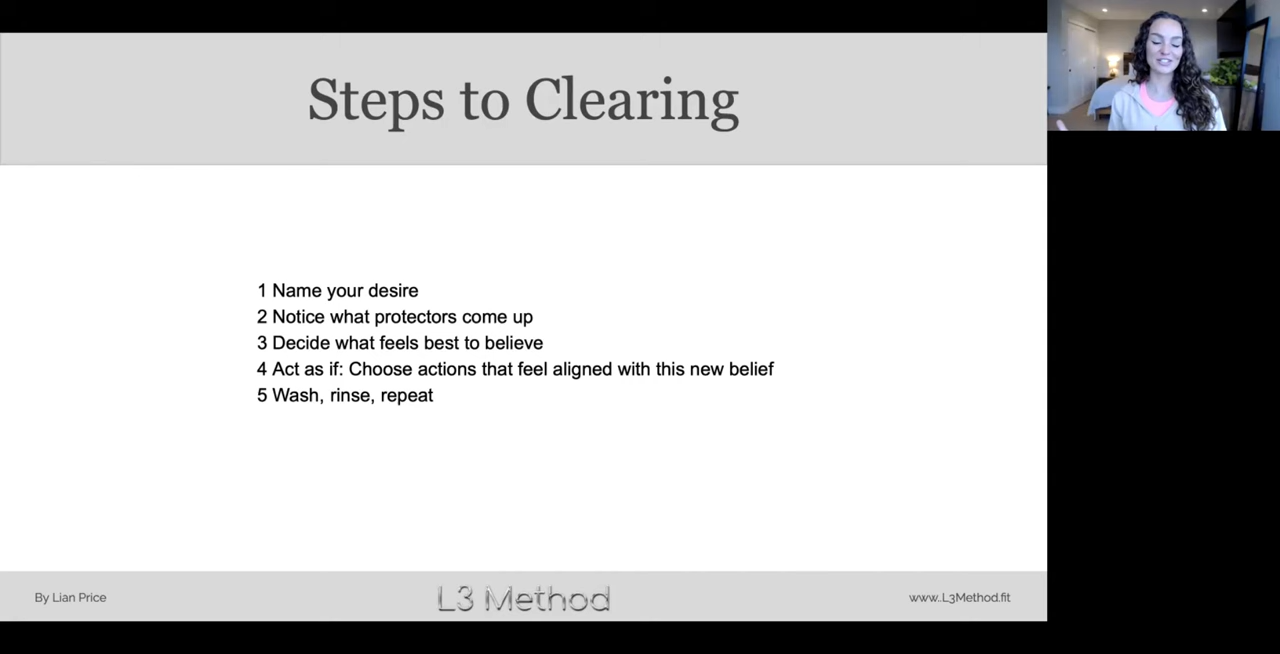 Steps to Clearing
1 Name your desire
2 Notice what protectors come up
3 Decide what feels best to believe
4 Act as if: Choose actions that feel aligned with this new belief
5 Wash, rinse, repeat
By Lian Price
L3 Method
www..L3Method.fit